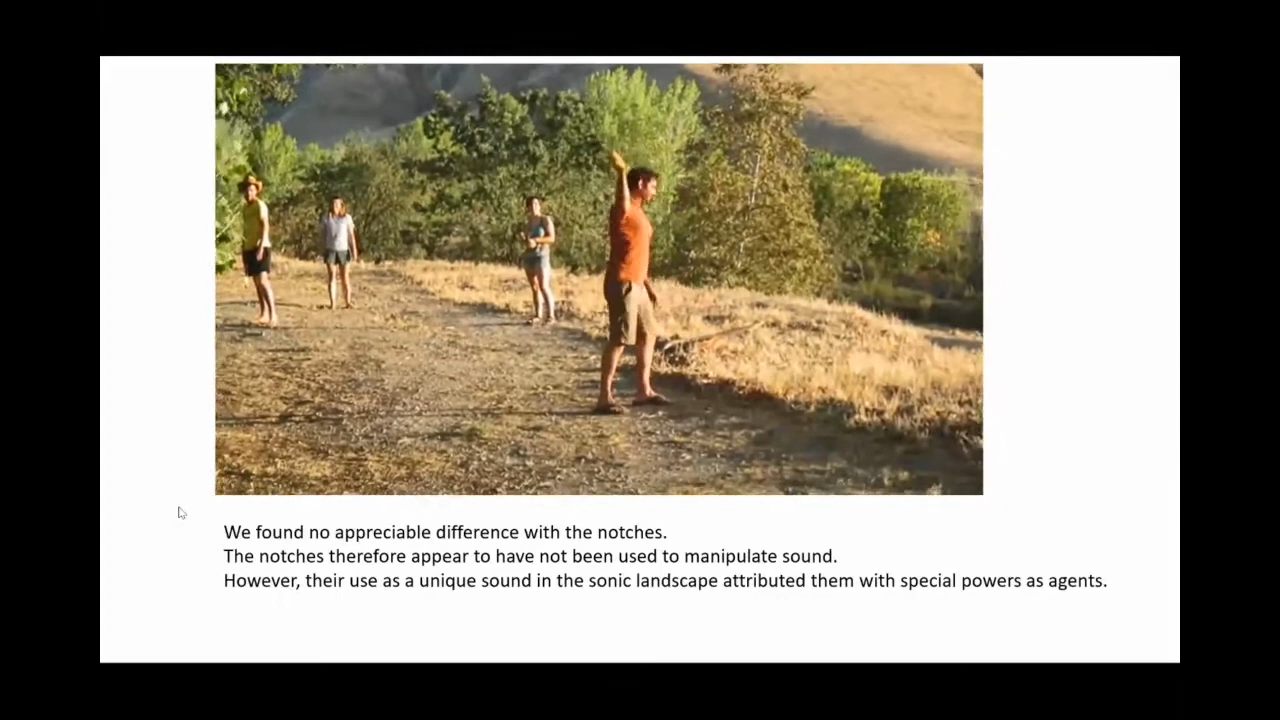 We found no appreciable difference with the notches.
The notches therefore appear to have not been used to manipulate sound.
However, their use as a unique sound in the sonic landscape attributed them with special powers as agents.